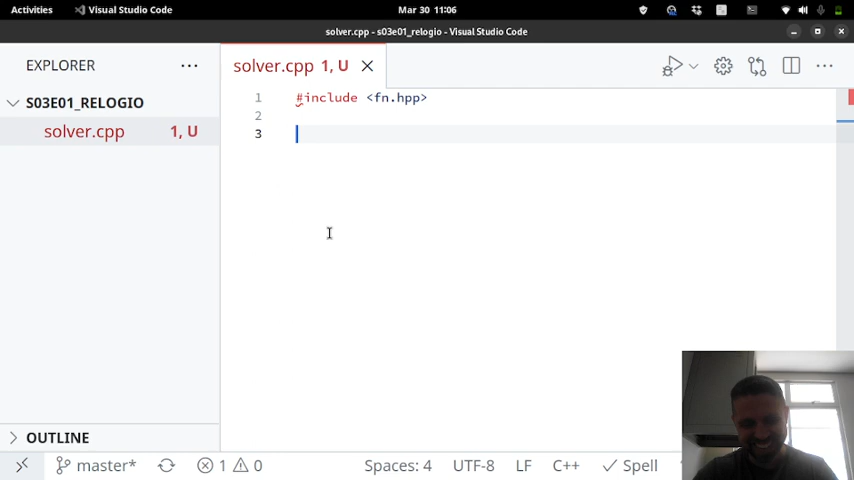 Activities
Visual Studio Code
Mar 30 11:06
solver.cpp - s03e01_relogio - Visual Studio Code
EXPLORER
solver.cpp 1, U
S03E01_RELOGIO
solver.cpp 1, U
1 #include <fn.hpp>
2
3
OUTLINE
master* 1 0 Spaces: 4 UTF-8 LF C++ Spell